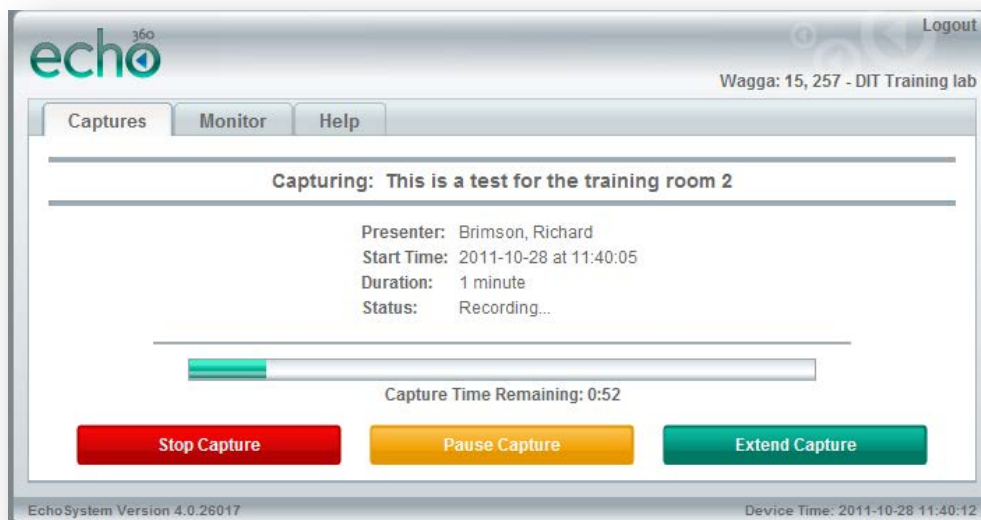 Logout
echo360
Wagga: 15, 257 - DIT Training lab
Captures Monitor Help
Capturing: This is a test for the training room 2
Presenter: Brimson, Richard
Start Time: 2011-10-28 at 11:40:05
Duration: 1 minute
Status: Recording...
Capture Time Remaining: 0:52
Stop Capture Pause Capture Extend Capture
EchoSystem Version 4.0.26017 Device Time: 2011-10-28 11:40:12